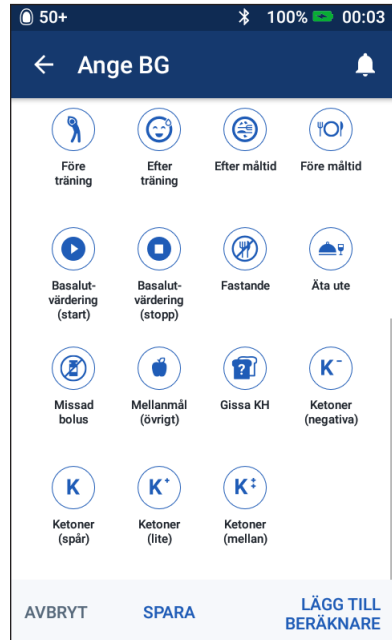 50+ 100% 00:03
Ange BG
Före
träning
Efter
träning
Efter måltid
Före måltid
Basalut-
värdering
(start)
Basalut-
värdering
(stopp)
Fastande
Äta ute
Missad
bolus
Mellanmål
(övrigt)
?
Gissa KH
K-
Ketoner
(negativa)
K
Ketoner
(spår)
K+
Ketoner
(lite)
K‡
Ketoner
(mellan)
AVBRYT
SPARA
LÄGG TILL
BERÄKNARE